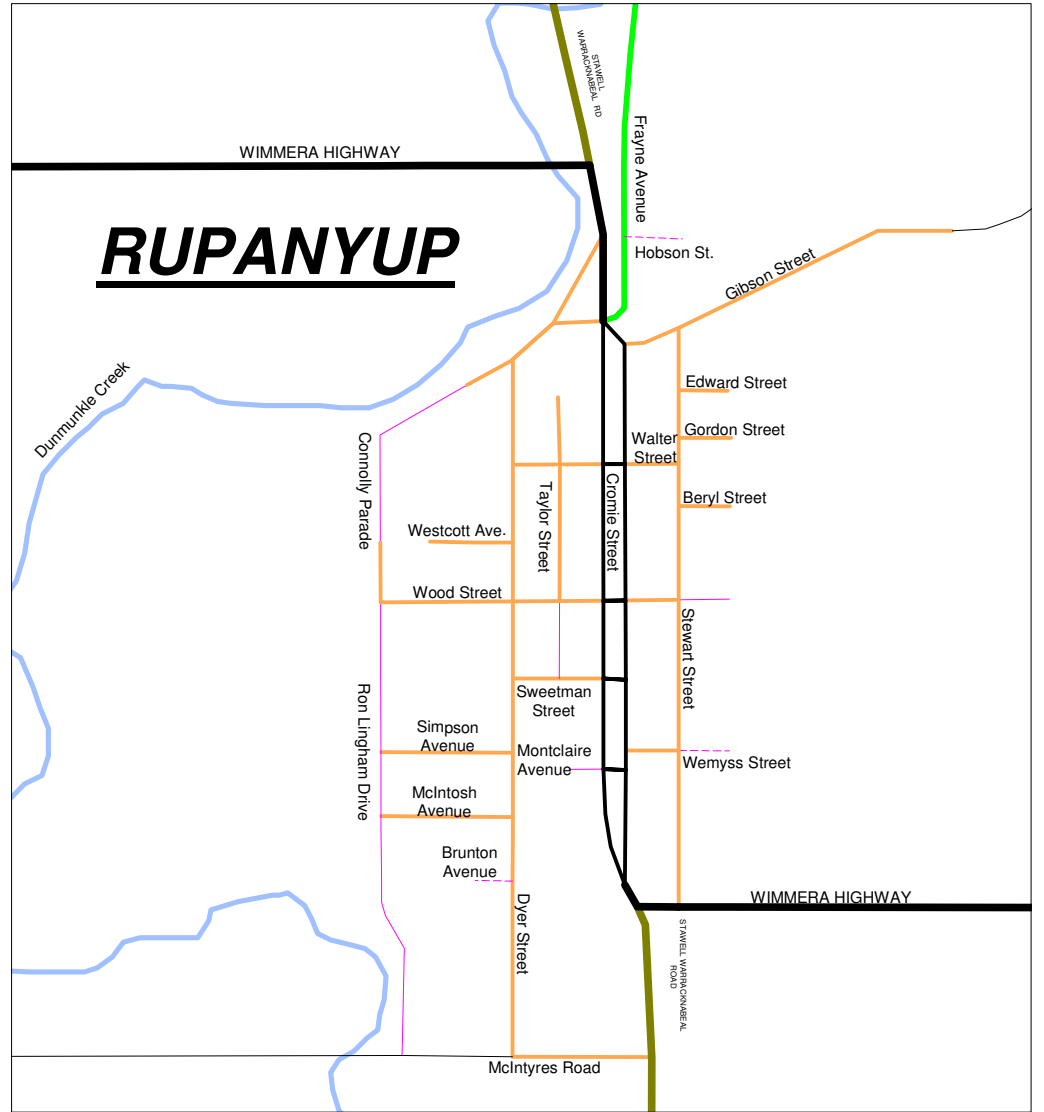 STAWELL
WARRACKNABEAL RD
Frayne Avenue
WIMMERA HIGHWAY
RUPANYUP
Hobson St.
Gibson Street
Dunmunkle Creek
Edward Street
Gordon Street
Walter
Street
Connolly Parade
Taylor Street
Cromie Street
Beryl Street
Westcott Ave.
Wood Street
Stewart Street
Ron Lingham Drive
Sweetman
Street
Simpson
Avenue
Montclaire
Avenue
Wemyss Street
McIntosh
Avenue
Brunton
Avenue
Dyer Street
WIMMERA HIGHWAY
STAWELL WARRACKNABEAL
ROAD
McIntyres Road